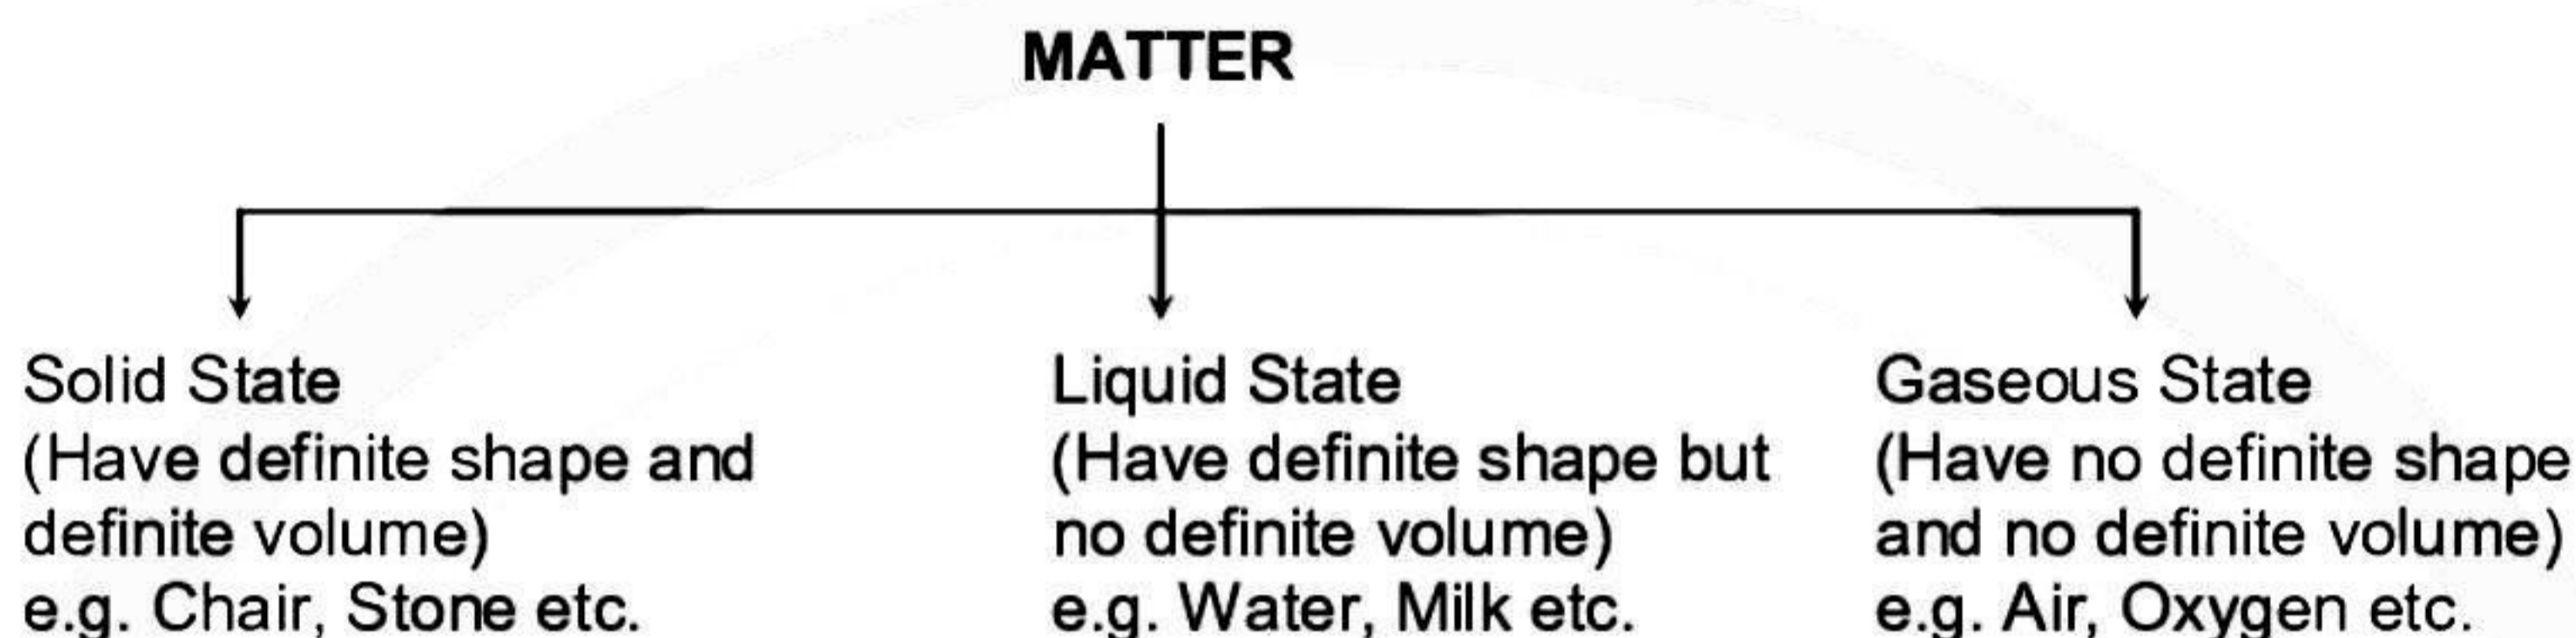 MATTER
Solid State
(Have definite shape and
definite volume)
e.g. Chair, Stone etc.
Liquid State
(Have definite shape but
no definite volume)
e.g. Water, Milk etc.
Gaseous State
(Have no definite shape
and no definite volume)
e.g. Air, Oxygen etc.